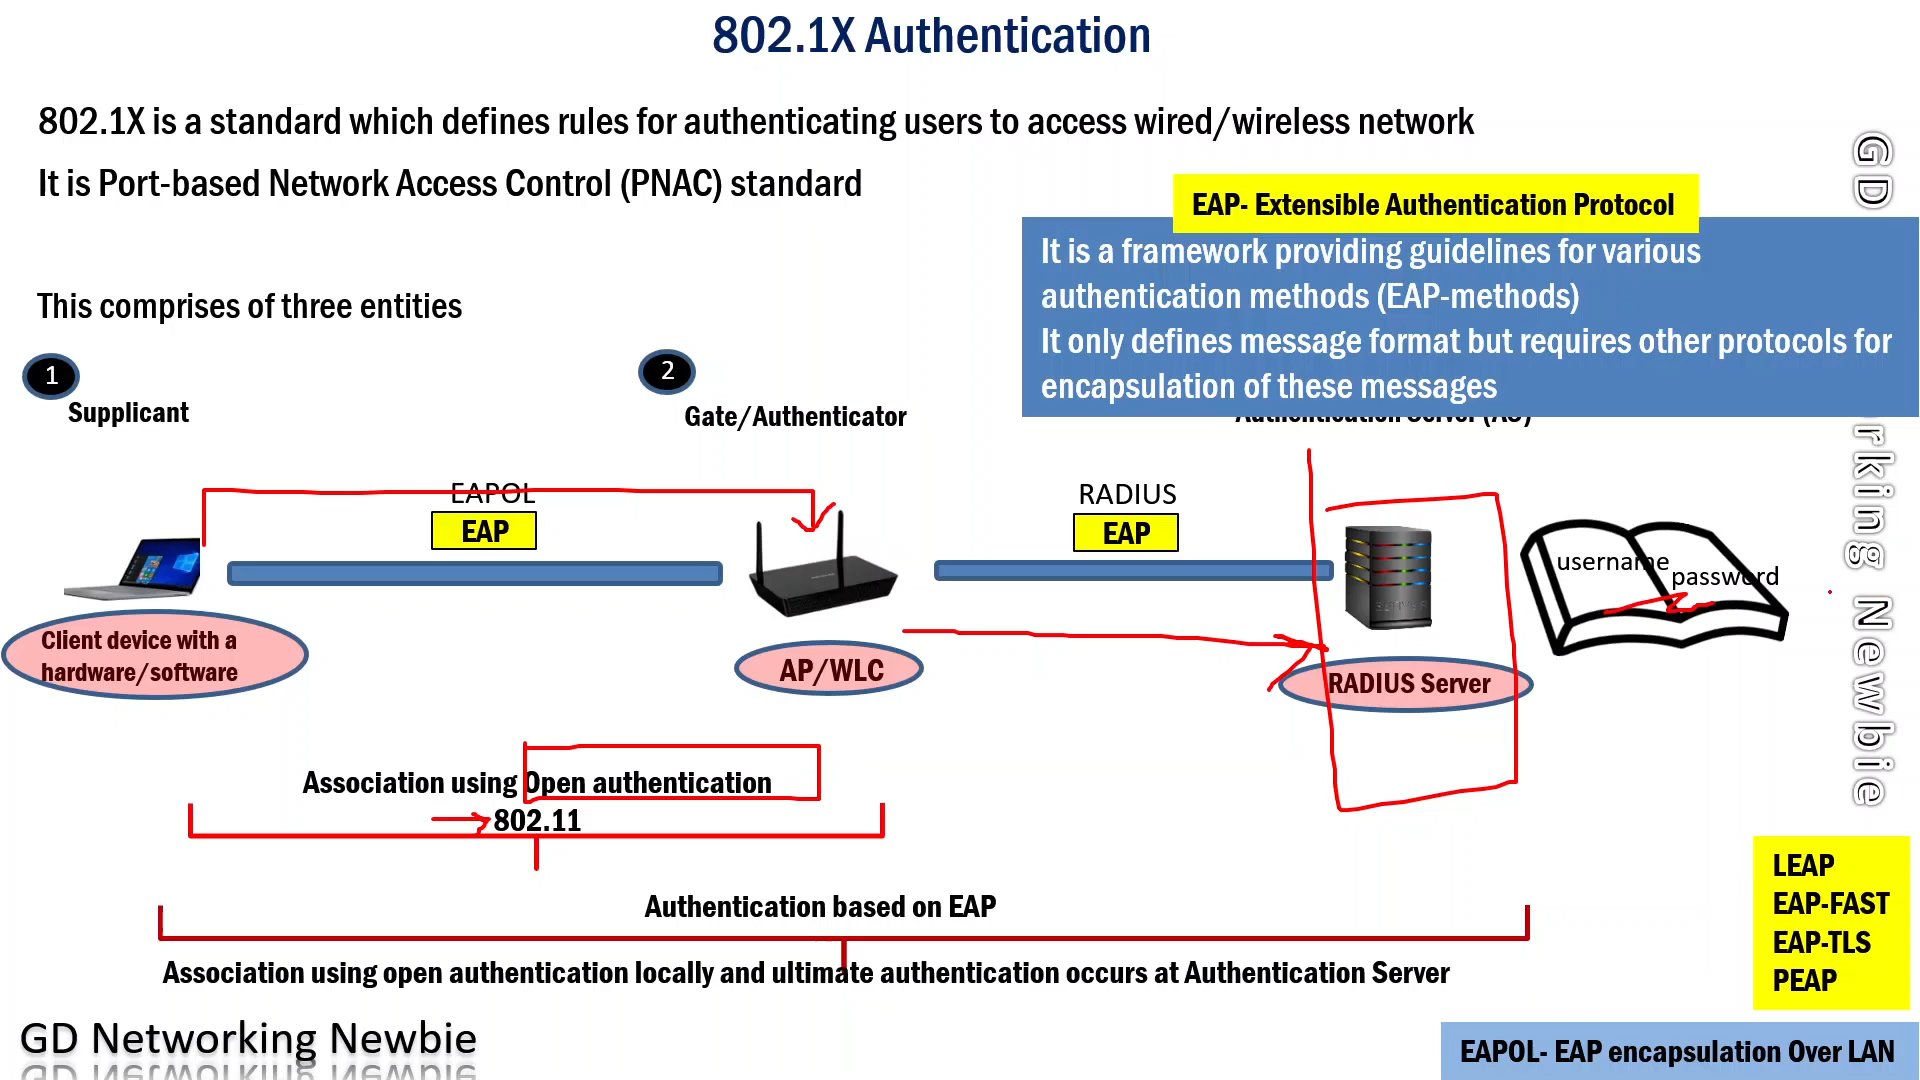 802.1X Authentication
802.1X is a standard which defines rules for authenticating users to access wired/wireless network
It is Port-based Network Access Control (PNAC) standard
EAP- Extensible Authentication Protocol
It is a framework providing guidelines for various
authentication methods (EAP-methods)
It only defines message format but requires other protocols for
encapsulation of these messages
This comprises of three entities
1
Supplicant
2
Gate/Authenticator
Authentication Server (AS)
EAPOL
EAP
RADIUS
EAP
username
password
Client device with a
hardware/software
AP/WLC
RADIUS Server
Association using Open authentication
802.11
Authentication based on EAP
Association using open authentication locally and ultimate authentication occurs at Authentication Server
LEAP
EAP-FAST
EAP-TLS
PEAP
GD Networking Newbie
EAPOL- EAP encapsulation Over LAN
GD
rking Newbie